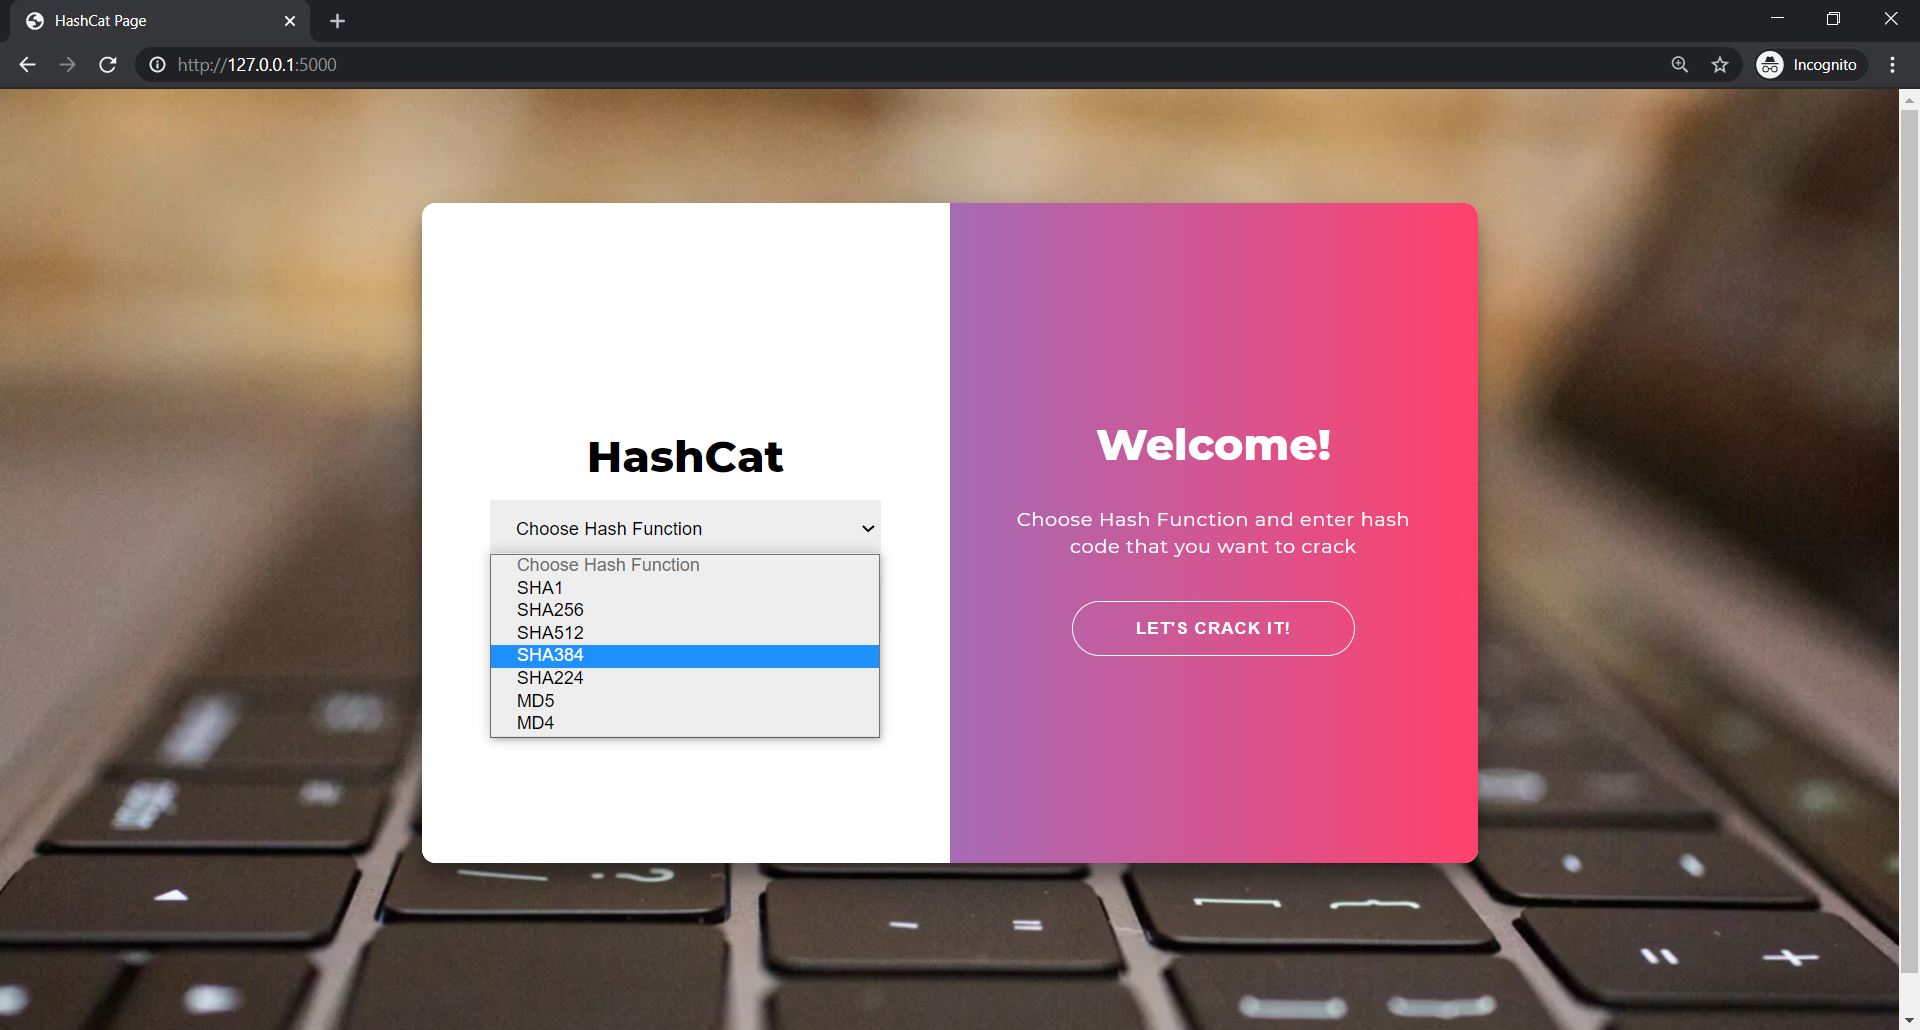 HashCat Page
http://127.0.0.1:5000
Incognito
HashCat
Choose Hash Function
Choose Hash Function
SHA1
SHA256
SHA512
SHA384
SHA224
MD5
MD4
Welcome!
Choose Hash Function and enter hash
code that you want to crack
LET'S CRACK IT!